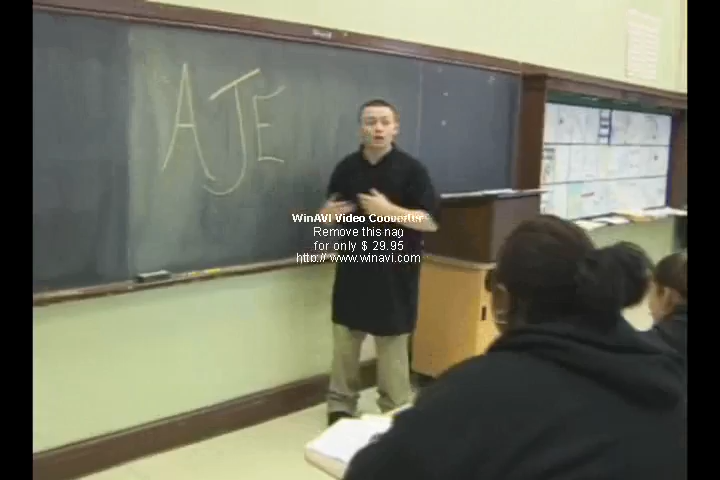 AJE
WinAVI Video Converter
Remove this nag
for only $ 29.95
http://www.winavi.com